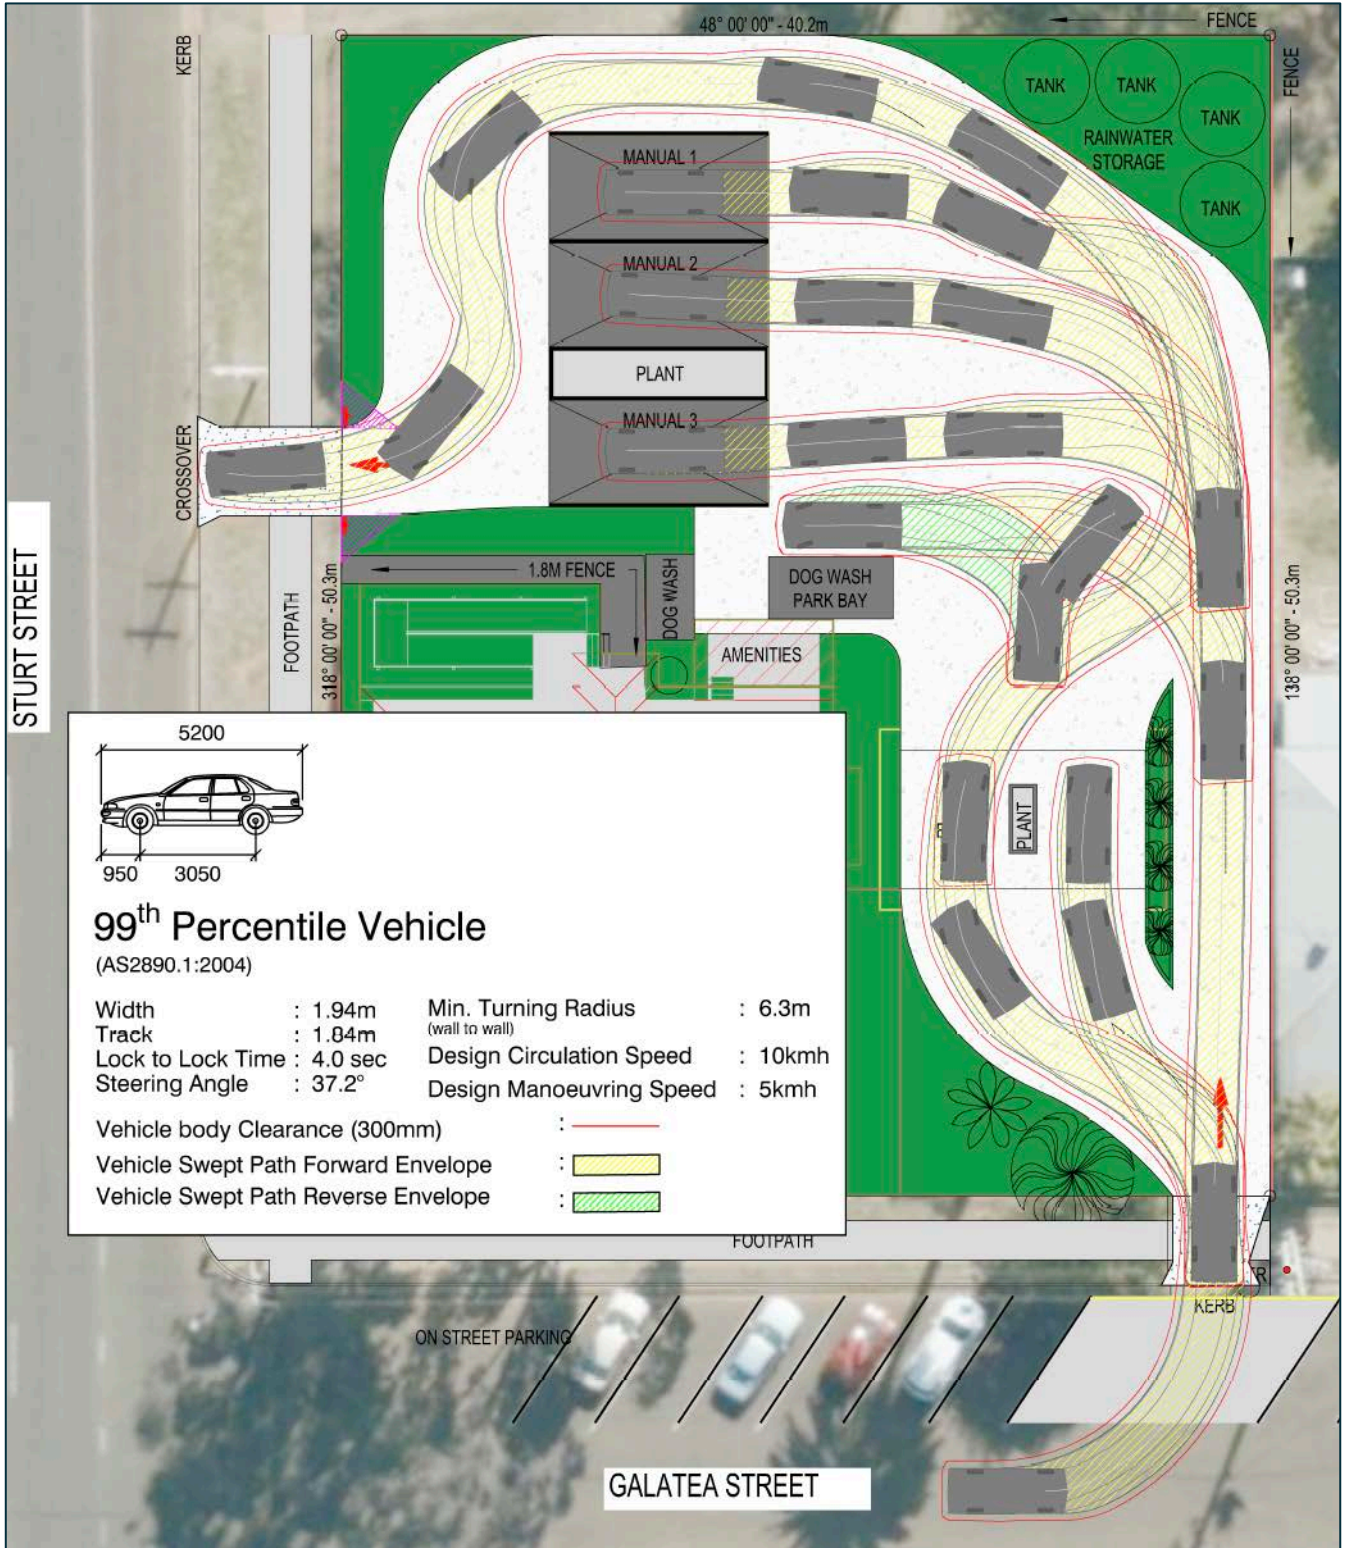 48° 00' 00" - 40.2m
FENCE
KERB
FENCE
TANK
TANK
TANK
RAINWATER
STORAGE
TANK
MANUAL 1
MANUAL 2
PLANT
MANUAL 3
CROSSOVER
STURT STREET
FOOTPATH
318° 00' 00" - 50.3m
1.8M FENCE
DOG WASH
DOG WASH
PARK BAY
AMENITIES
138° 00' 00" - 50.3m
PLANT
5200
950
3050
99th Percentile Vehicle
(AS2890.1:2004)
Width : 1.94m
Track : 1.84m
Lock to Lock Time : 4.0 sec
Steering Angle : 37.2°
Min. Turning Radius : 6.3m
(wall to wall)
Design Circulation Speed : 10kmh
Design Manoeuvring Speed : 5kmh
Vehicle body Clearance (300mm) :
Vehicle Swept Path Forward Envelope :
Vehicle Swept Path Reverse Envelope :
FOOTPATH
KERB
ON STREET PARKING
GALATEA STREET